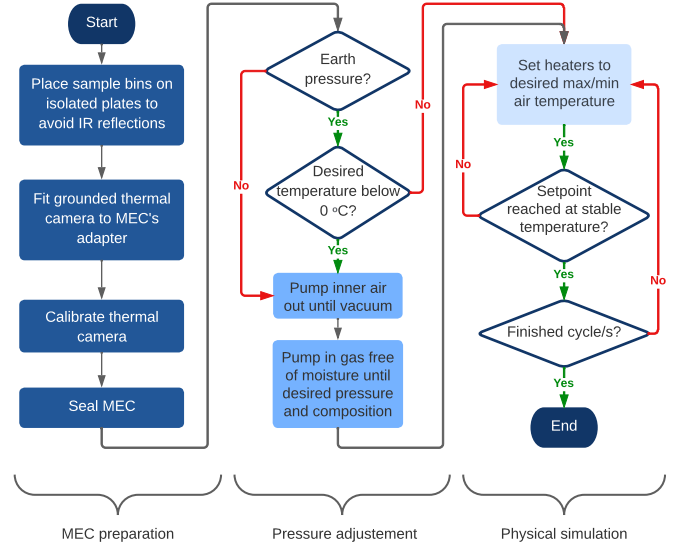 Start
Place sample bins on
isolated plates to
avoid IR reflections
Fit grounded thermal
camera to MEC's
adapter
Calibrate thermal
camera
Seal MEC
Earth
pressure?
No
Yes
Desired
temperature below
0 ºC?
No
Yes
Pump inner air
out until vacuum
Pump in gas free
of moisture until
desired pressure
and composition
Set heaters to
desired max/min
air temperature
Yes
No
Setpoint
reached at stable
temperature?
Yes
No
Finished cycle/s?
Yes
End
MEC preparation
Pressure adjustement
Physical simulation